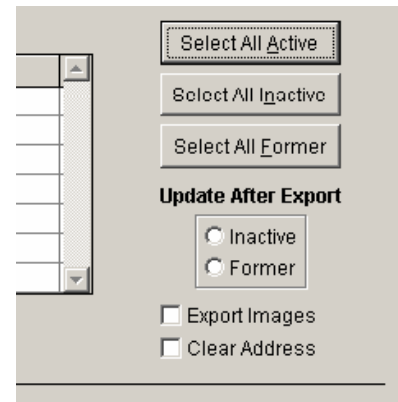 Select All Active
Select All Inactive
Select All Former
Update After Export
Inactive
Former
Export Images
Clear Address